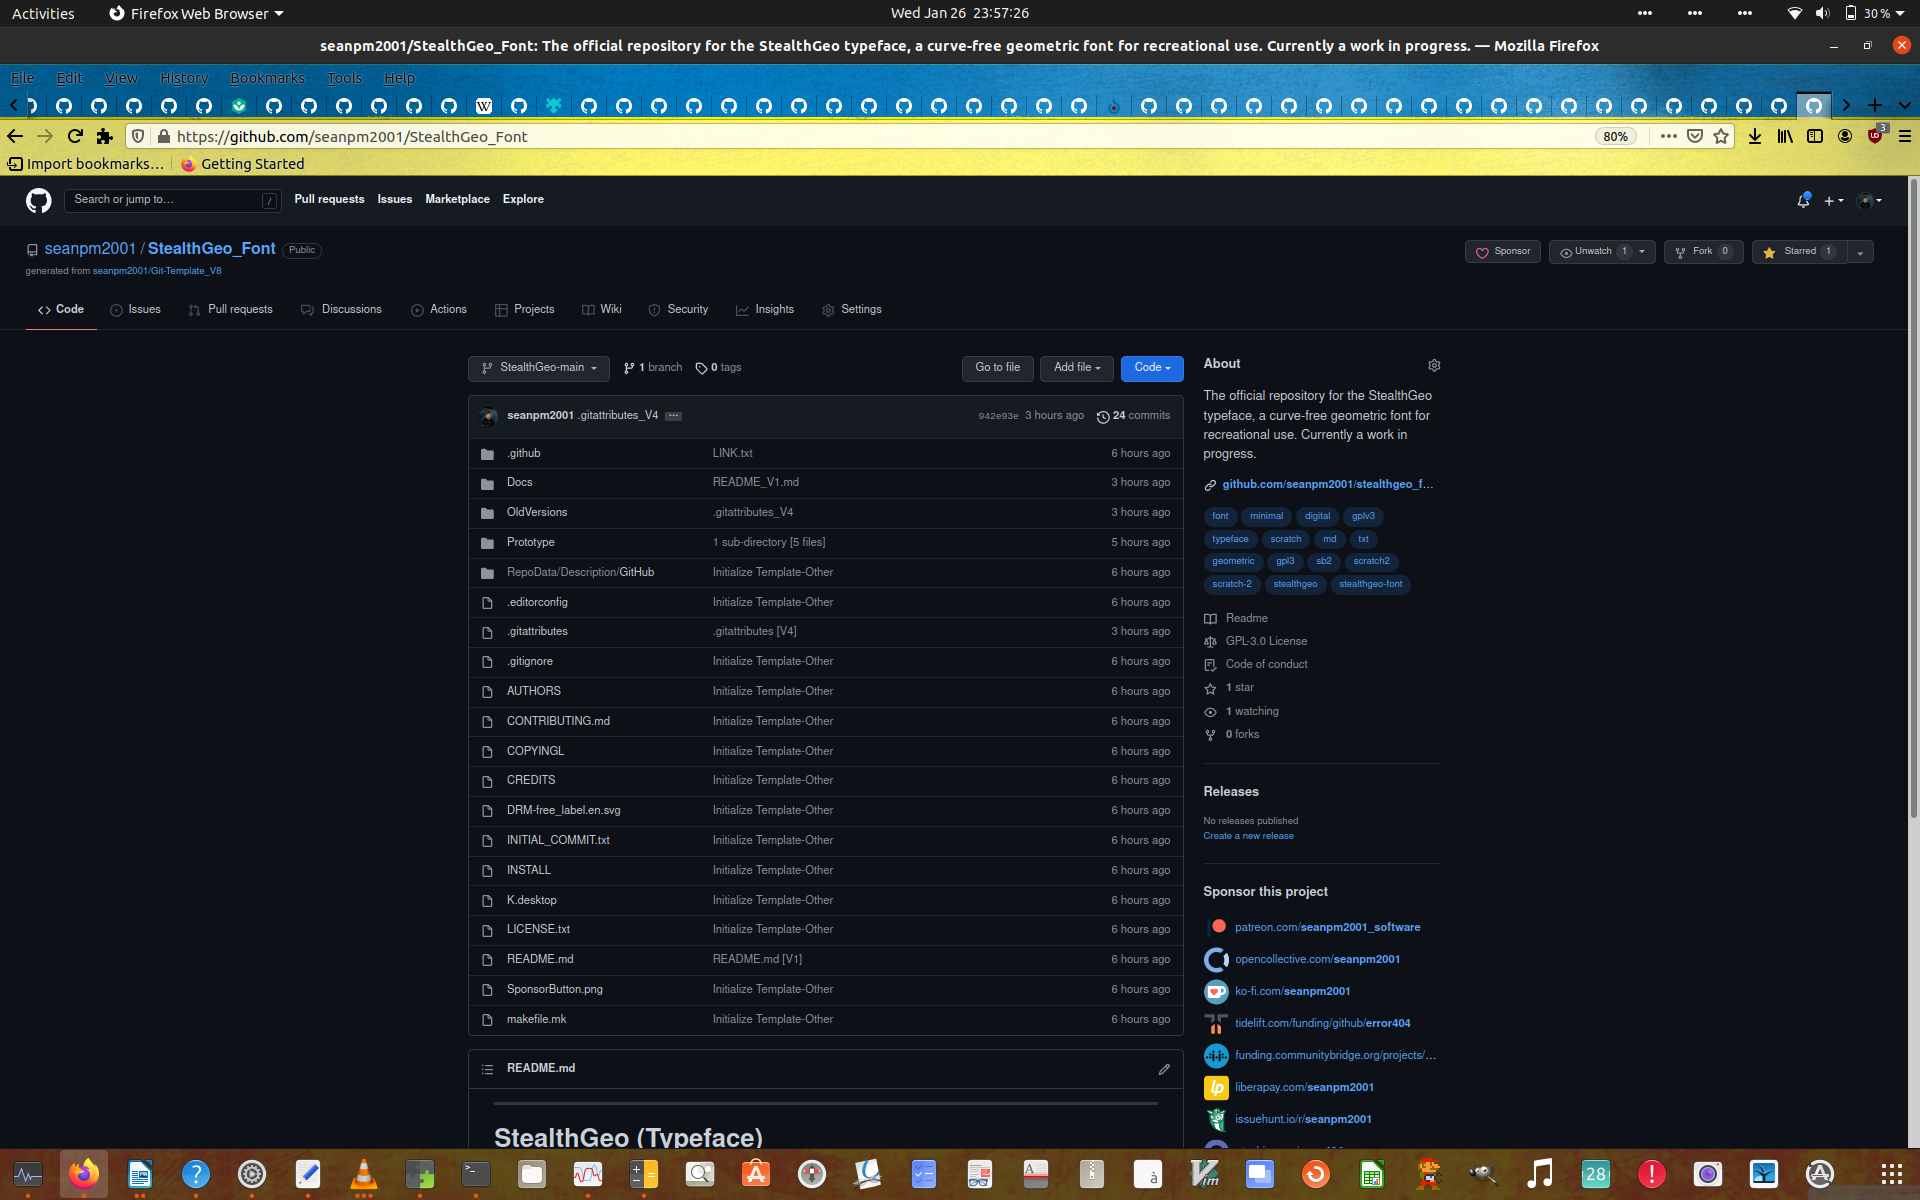 Activities
Firefox Web Browser
Wed Jan 26 23:57:26
30 %
seanpm2001/StealthGeo_Font: The official repository for the StealthGeo typeface, a curve-free geometric font for recreational use. Currently a work in progress. — Mozilla Firefox
File Edit View History Bookmarks Tools Help
https://github.com/seanpm2001/StealthGeo_Font
80%
3
Import bookmarks… Getting Started
Search or jump to… /
Pull requests Issues Marketplace Explore
seanpm2001 / StealthGeo_Font Public
generated from seanpm2001/Git-Template_V8
Sponsor Unwatch 1 Fork 0 Starred 1
Code Issues Pull requests Discussions Actions Projects Wiki Security Insights Settings
StealthGeo-main 1 branch 0 tags Go to file Add file Code
seanpm2001 .gitattributes_V4 … 942e93e 3 hours ago 24 commits
.github LINK.txt 6 hours ago
Docs README_V1.md 3 hours ago
OldVersions .gitattributes_V4 3 hours ago
Prototype 1 sub-directory [5 files] 5 hours ago
RepoData/Description/GitHub Initialize Template-Other 6 hours ago
.editorconfig Initialize Template-Other 6 hours ago
.gitattributes .gitattributes [V4] 3 hours ago
.gitignore Initialize Template-Other 6 hours ago
AUTHORS Initialize Template-Other 6 hours ago
CONTRIBUTING.md Initialize Template-Other 6 hours ago
COPYINGL Initialize Template-Other 6 hours ago
CREDITS Initialize Template-Other 6 hours ago
DRM-free_label.en.svg Initialize Template-Other 6 hours ago
INITIAL_COMMIT.txt Initialize Template-Other 6 hours ago
INSTALL Initialize Template-Other 6 hours ago
K.desktop Initialize Template-Other 6 hours ago
LICENSE.txt Initialize Template-Other 6 hours ago
README.md README.md [V1] 6 hours ago
SponsorButton.png Initialize Template-Other 6 hours ago
makefile.mk Initialize Template-Other 6 hours ago
README.md
StealthGeo (Typeface)
About
The official repository for the StealthGeo
typeface, a curve-free geometric font for
recreational use. Currently a work in
progress.
github.com/seanpm2001/stealthgeo_f…
font minimal digital gplv3
typeface scratch md txt
geometric gpl3 sb2 scratch2
scratch-2 stealthgeo stealthgeo-font
Readme
GPL-3.0 License
Code of conduct
1 star
1 watching
0 forks
Releases
No releases published
Create a new release
Sponsor this project
patreon.com/seanpm2001_software
opencollective.com/seanpm2001
ko-fi.com/seanpm2001
tidelift.com/funding/github/error404
funding.communitybridge.org/projects/…
liberapay.com/seanpm2001
issuehunt.io/r/seanpm2001
28